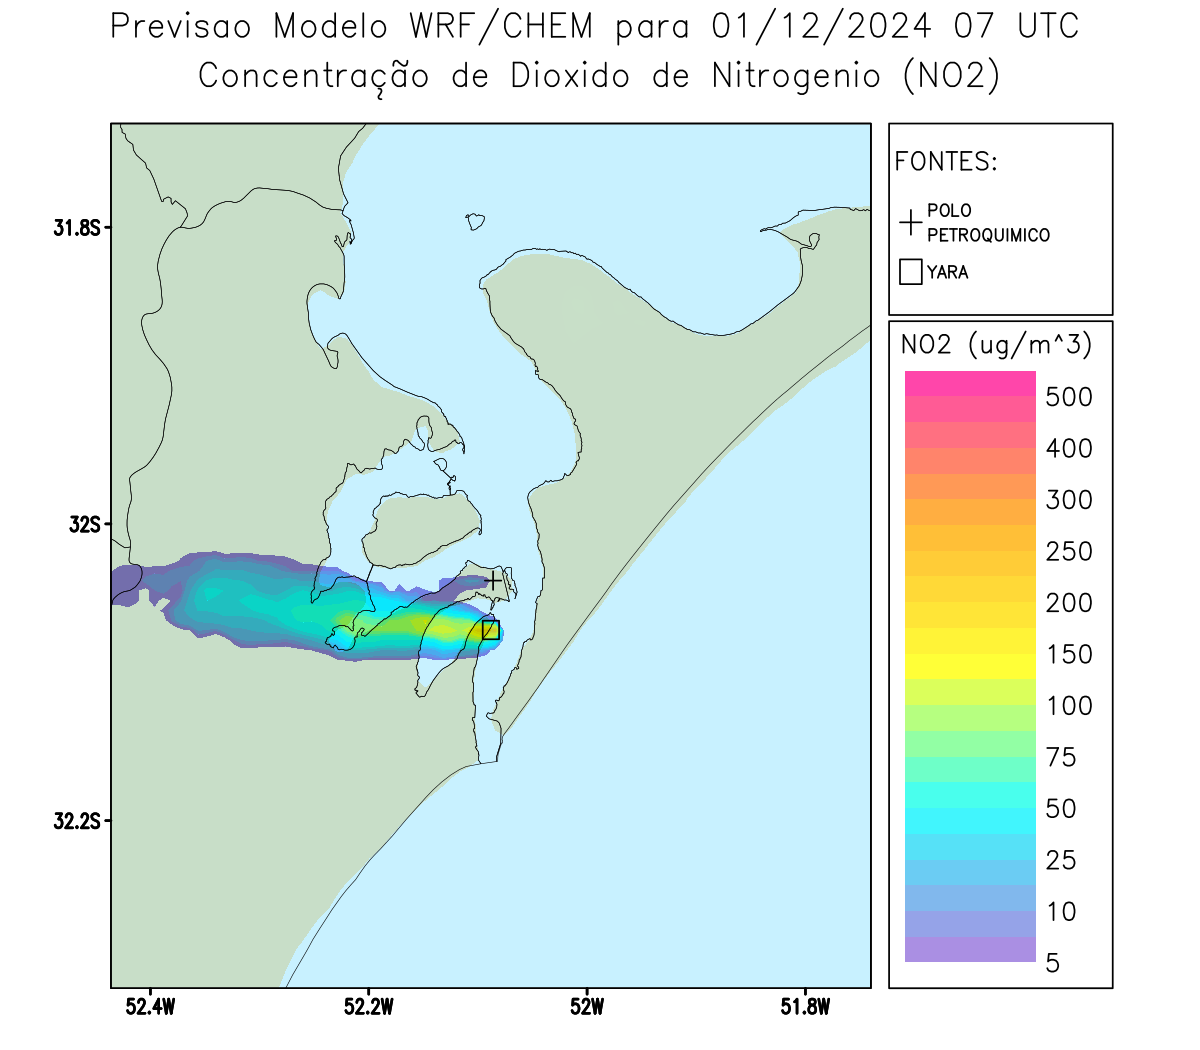 Previsao Modelo WRF/CHEM para 01/12/2024 07 UTC
Concentração de Dioxido de Nitrogenio (NO2)
FONTES:
POLO
PETROQUIMICO
YARA
NO2 (ug/m^3)
500
400
300
250
200
150
100
75
50
25
10
5
31.8S
32S
32.2S
52.4W
52.2W
52W
51.8W